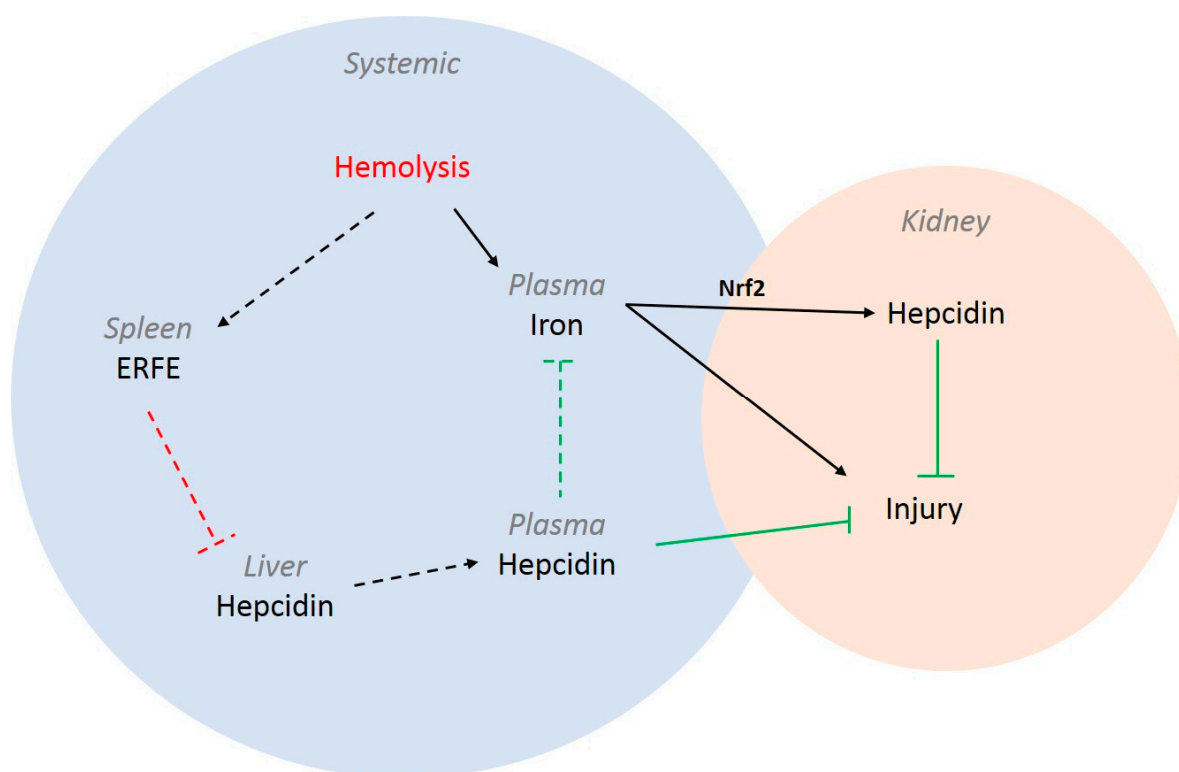 Systemic
Hemolysis
Kidney
Plasma
Iron
Nrf2
Hepcidin
Spleen
ERFE
Injury
Plasma
Hepcidin
Liver
Hepcidin